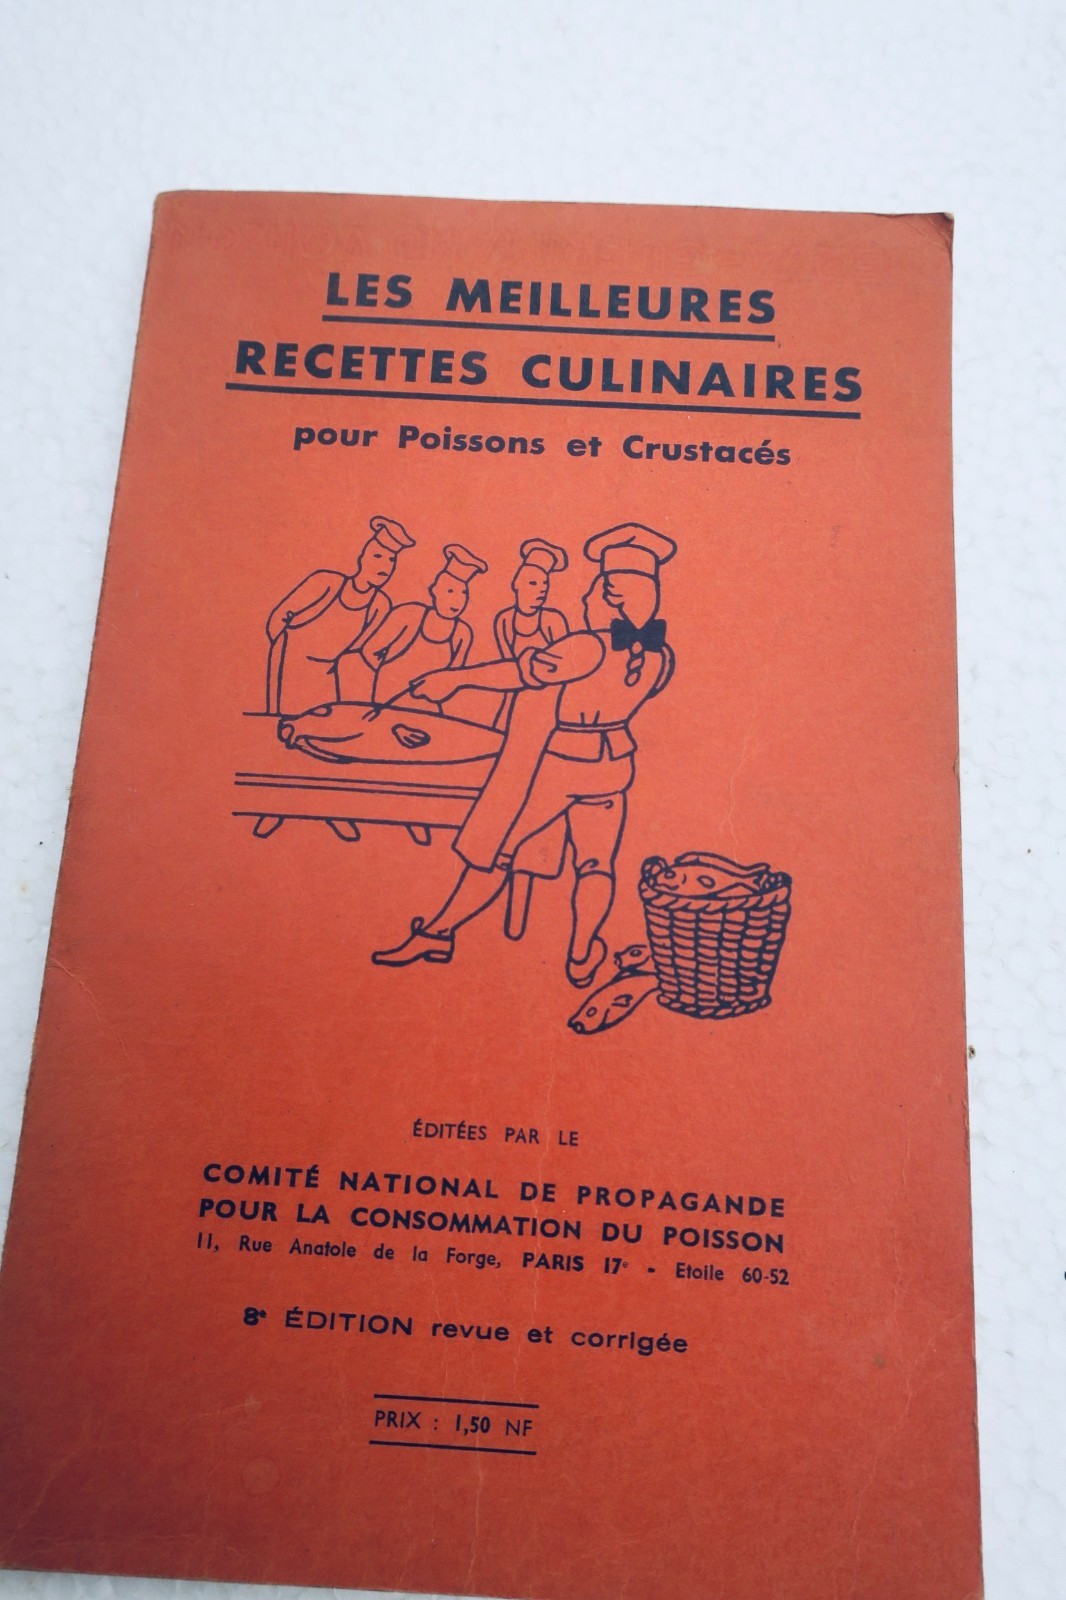 LES MEILLEURES
RECETTES CULINAIRES
pour Poissons et Crustacés
ÉDITÉES PAR LE
COMITÉ NATIONAL DE PROPAGANDE
POUR LA CONSOMMATION DU POISSON
11, Rue Anatole de la Forge, PARIS 17e - Etoile 60-52
8e ÉDITION revue et corrigée
PRIX : 1,50 NF